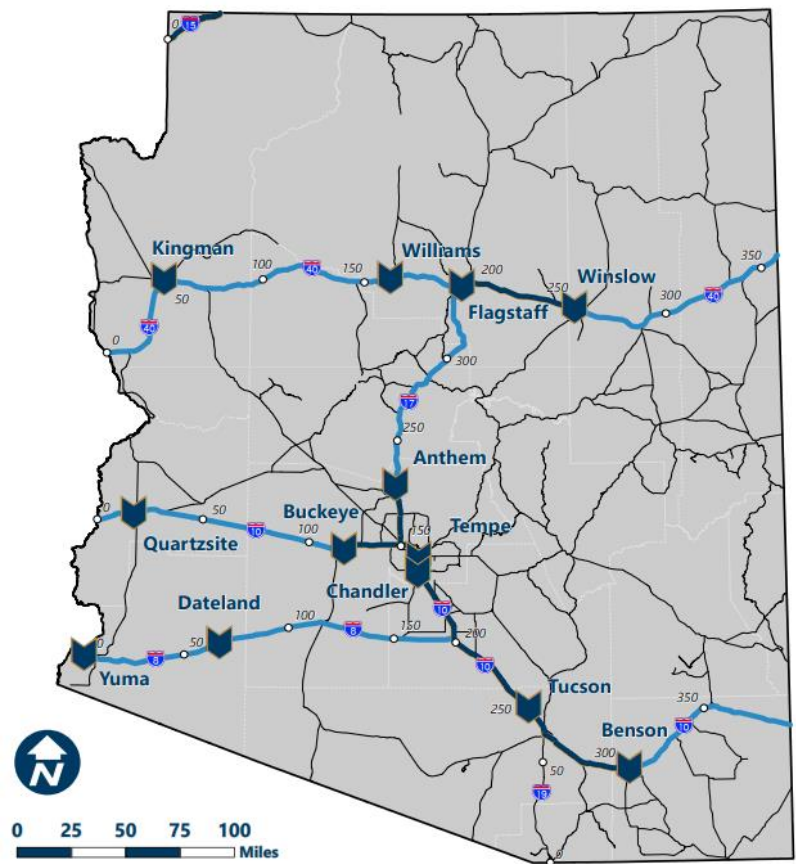 0 15
Kingman
Williams
100 40 150 200 350
50 250 Winslow
40 Flagstaff 300 40
0
300
17
250
Anthem
0 50 Buckeye 150 Tempe
Quartzsite 10 100
Chandler
Dateland 10
0 50 100 8 150 200
Yuma 8 10
Tucson
250 350
Benson 10
300
50
19
N
0 25 50 75 100
Miles
0